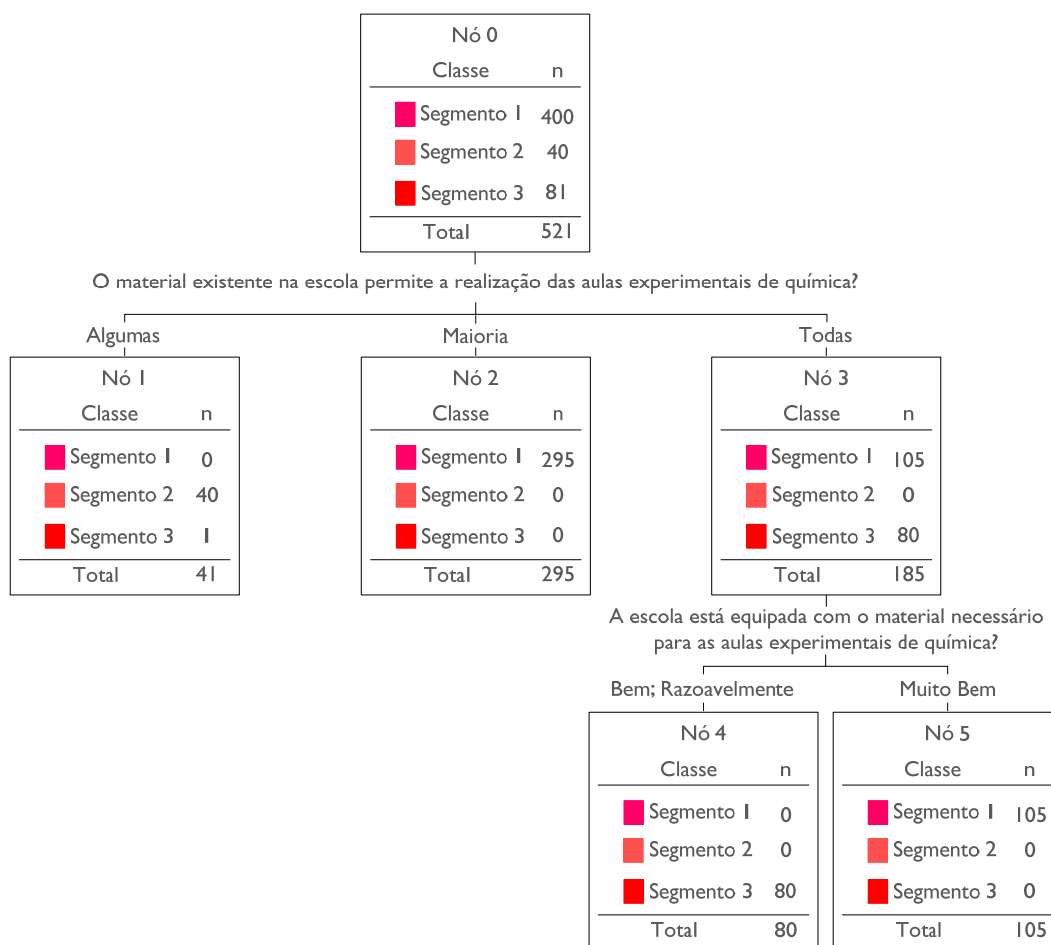 Nó 0
Classe n
Segmento 1 400
Segmento 2 40
Segmento 3 81
Total 521
O material existente na escola permite a realização das aulas experimentais de química?
Algumas Maioria Todas
Nó 1
Classe n
Segmento 1 0
Segmento 2 40
Segmento 3 1
Total 41
Nó 2
Classe n
Segmento 1 295
Segmento 2 0
Segmento 3 0
Total 295
Nó 3
Classe n
Segmento 1 105
Segmento 2 0
Segmento 3 80
Total 185
A escola está equipada com o material necessário
para as aulas experimentais de química?
Bem; Razoavelmente Muito Bem
Nó 4
Classe n
Segmento 1 0
Segmento 2 0
Segmento 3 80
Total 80
Nó 5
Classe n
Segmento 1 105
Segmento 2 0
Segmento 3 0
Total 105